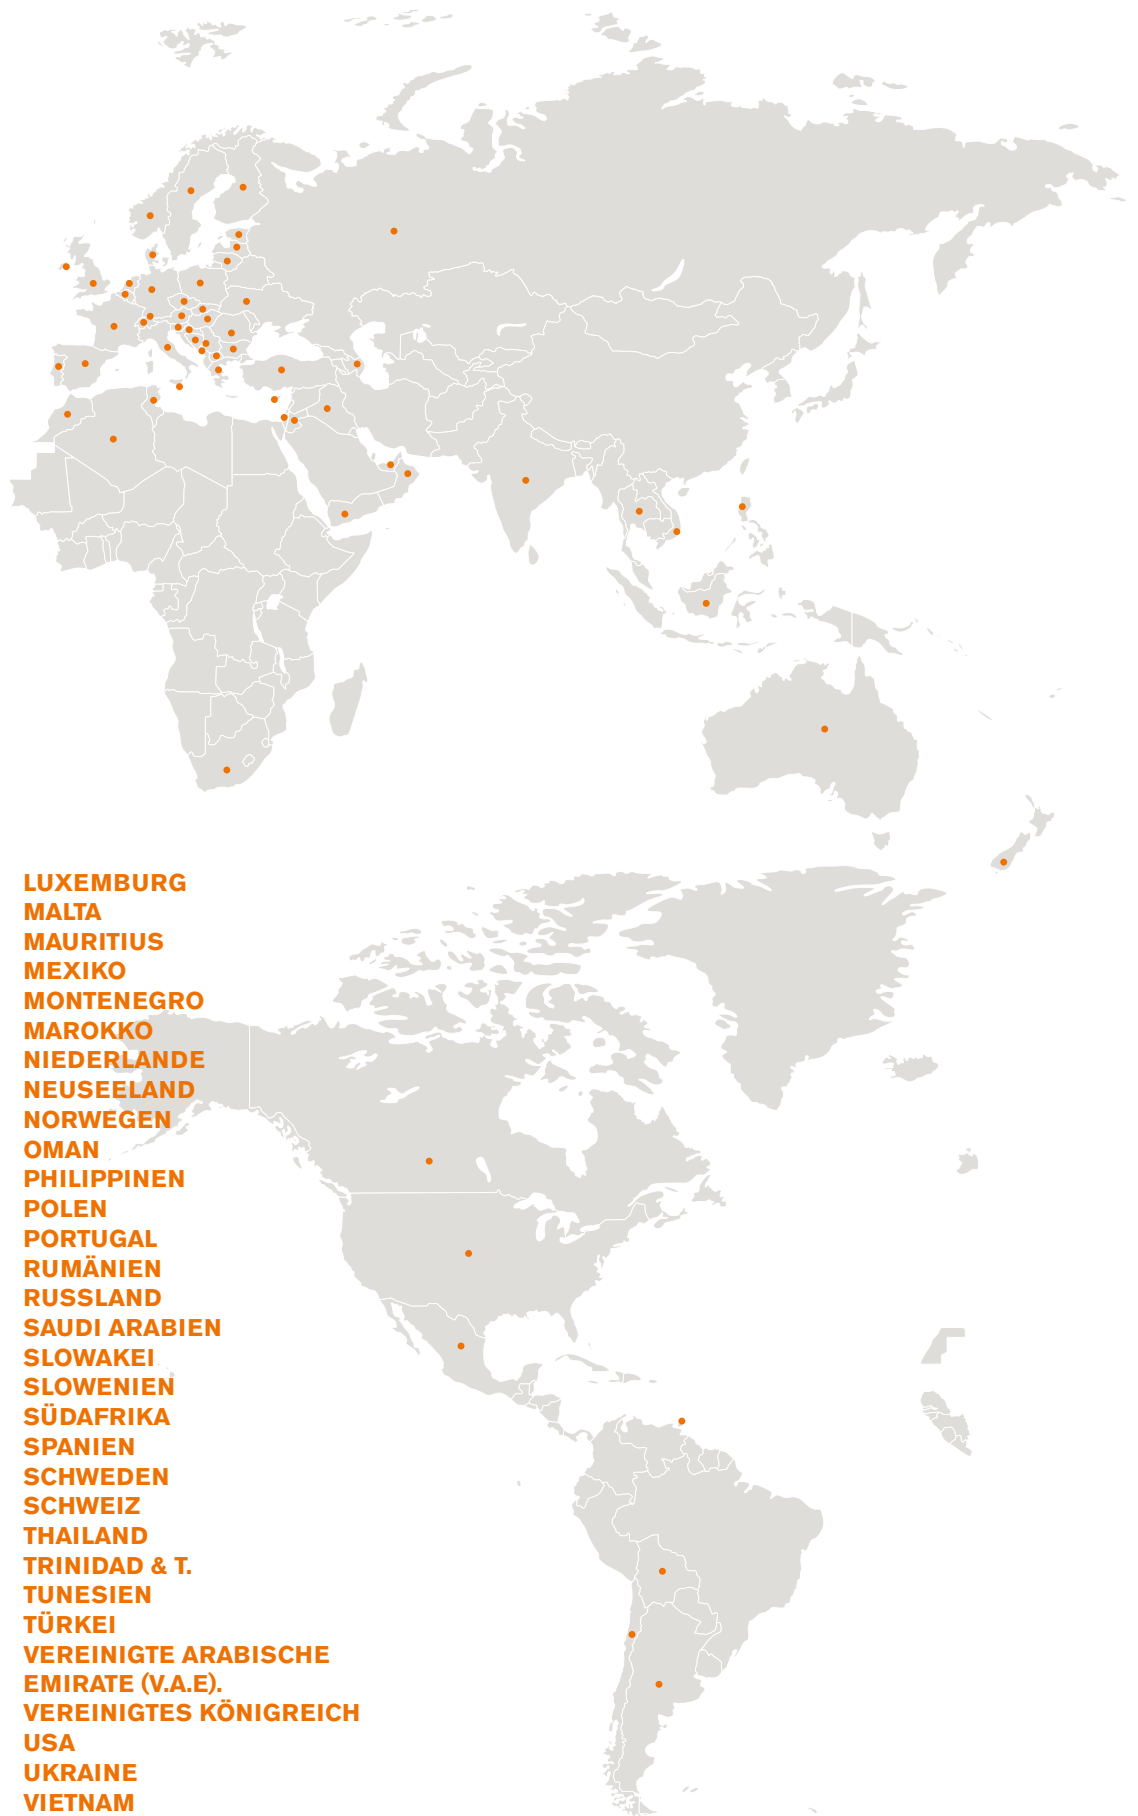 LUXEMBURG
MALTA
MAURITIUS
MEXIKO
MONTENEGRO
MAROKKO
NIEDERLANDE
NEUSEELAND
NORWEGEN
OMAN
PHILIPPINEN
POLEN
PORTUGAL
RUMÄNIEN
RUSSLAND
SAUDI ARABIEN
SLOWAKEI
SLOWENIEN
SÜDAFRIKA
SPANIEN
SCHWEDEN
SCHWEIZ
THAILAND
TRINIDAD & T.
TUNESIEN
TÜRKEI
VEREINIGTE ARABISCHE
EMIRATE (V.A.E).
VEREINIGTES KÖNIGREICH
USA
UKRAINE
VIETNAM